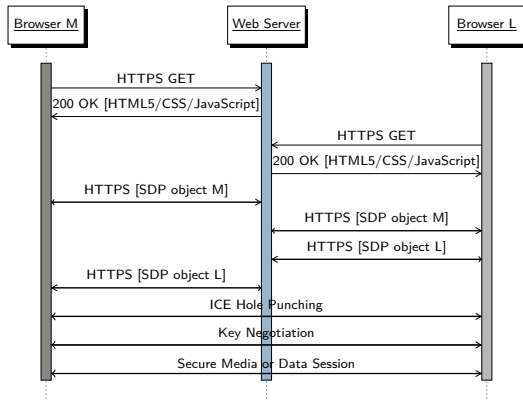 Browser M
Web Server
Browser L
HTTPS GET
200 OK [HTML5/CSS/JavaScript]
HTTPS GET
200 OK [HTML5/CSS/JavaScript]
HTTPS [SDP object M]
HTTPS [SDP object M]
HTTPS [SDP object L]
HTTPS [SDP object L]
ICE Hole Punching
Key Negotiation
Secure Media or Data Session